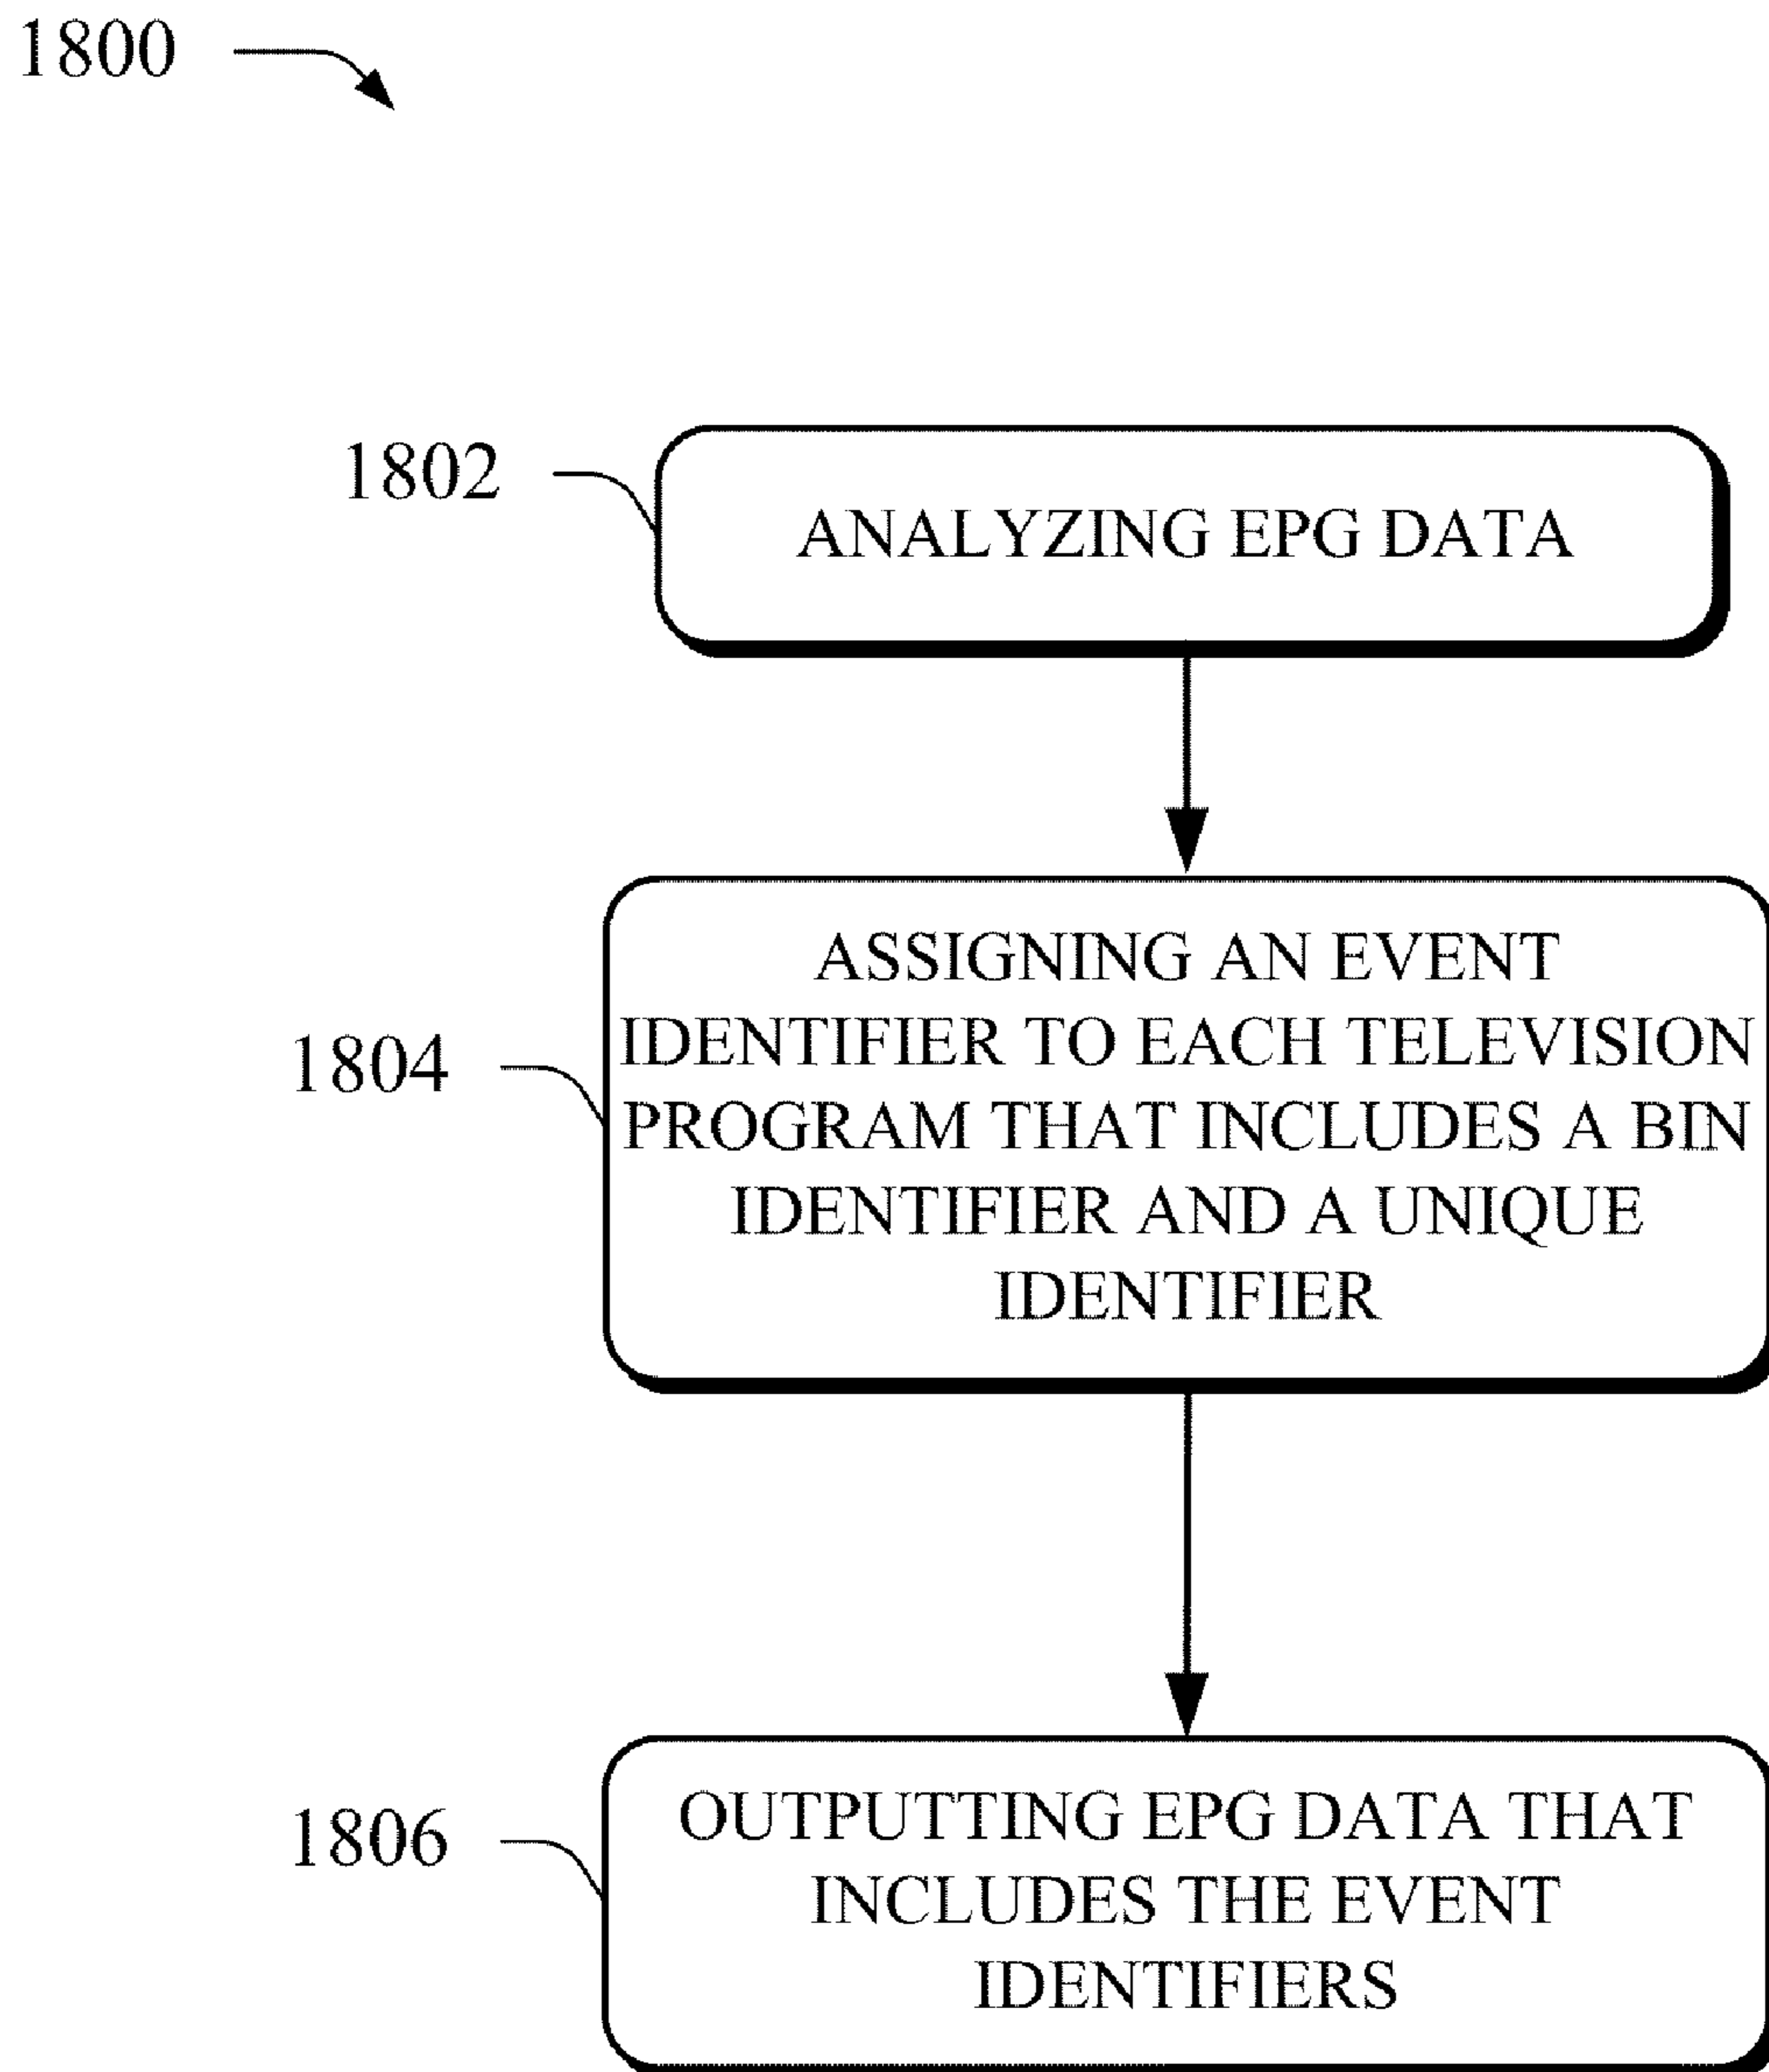 1800
1802
ANALYZING EPG DATA
1804
ASSIGNING AN EVENT
IDENTIFIER TO EACH TELEVISION
PROGRAM THAT INCLUDES A BIN
IDENTIFIER AND A UNIQUE
IDENTIFIER
1806
OUTPUTTING EPG DATA THAT
INCLUDES THE EVENT
IDENTIFIERS